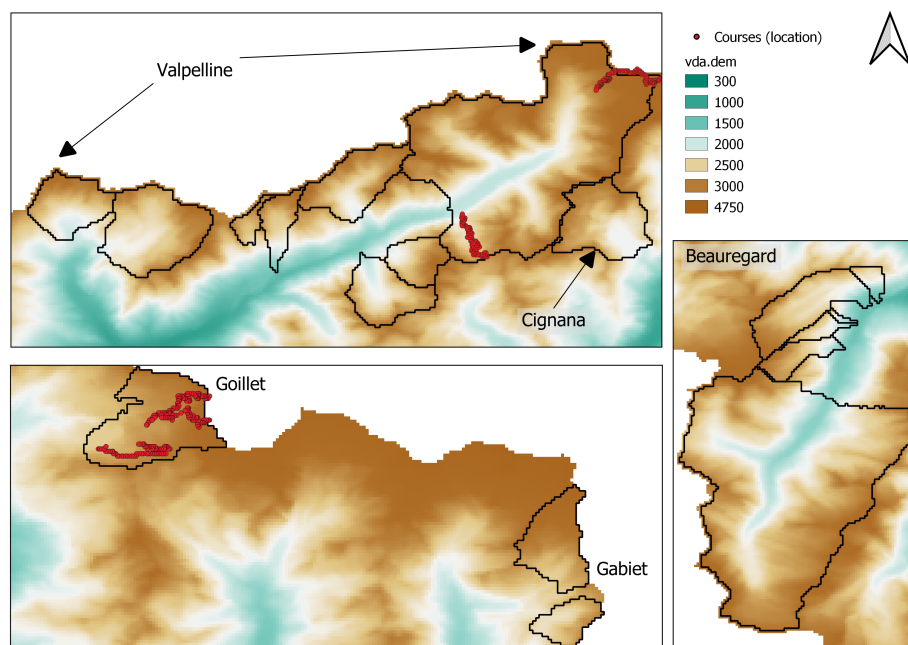 Valpelline
Cignana
Courses (location)
vda.dem
300
1000
1500
2000
2500
3000
4750
Beauregard
Goillet
Gabiet